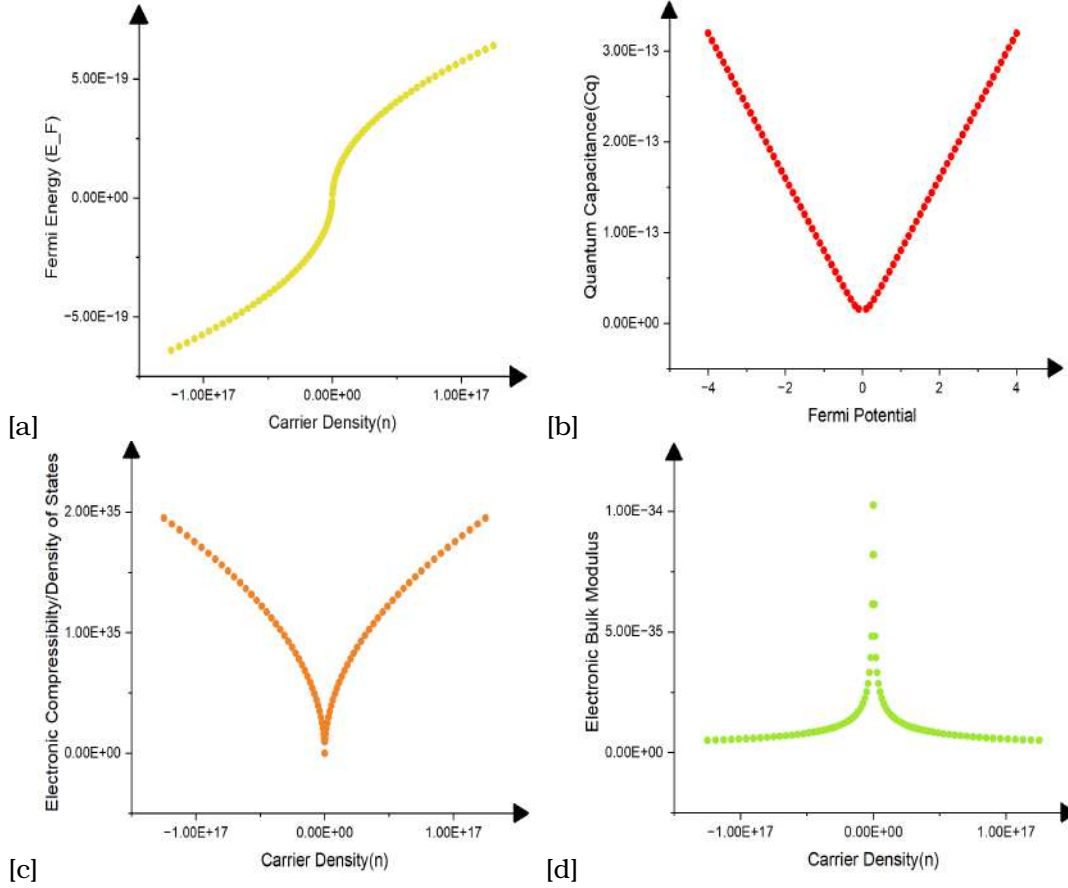 Fermi Energy (E_F)
5.00E−19
0.00E+00
−5.00E−19
−1.00E+17 0.00E+00 1.00E+17
Carrier Density(n)
[a]
Quantum Capacitance(Cq)
3.00E−13
2.00E−13
1.00E−13
0.00E+00
−4 −2 0 2 4
Fermi Potential
[b]
Electronic Compressibilty/Density of States
2.00E+35
1.00E+35
0.00E+00
−1.00E+17 0.00E+00 1.00E+17
Carrier Density(n)
[c]
Electronic Bulk Modulus
1.00E−34
5.00E−35
0.00E+00
−1.00E+17 0.00E+00 1.00E+17
Carrier Density(n)
[d]